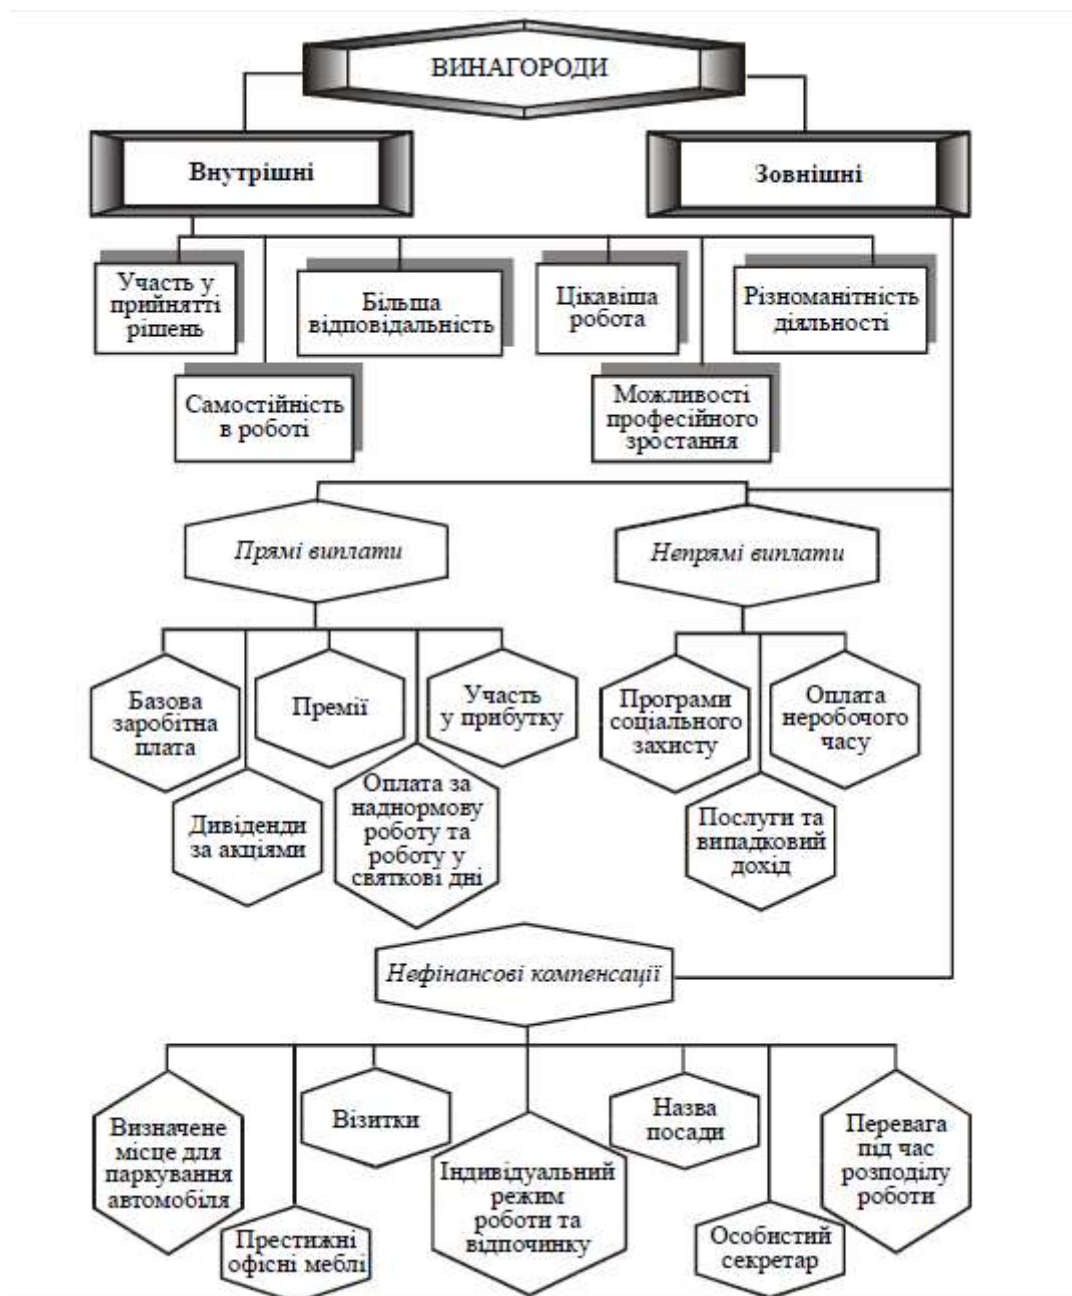 ВИНАГОРОДИ
Внутрішні
Зовнішні
Участь у
прийнятті
рішень
Більша
відповідальність
Цікавіша
робота
Різноманітність
діяльності
Самостійність
в роботі
Можливості
професійного
зростання
Прямі виплати
Непрямі виплати
Базова
заробітна
плата
Премії
Участь
у прибутку
Програми
соціального
захисту
Оплата
неробочого
часу
Дивіденди
за акціями
Оплата за
наднормову
роботу та
роботу у
святкові дні
Послуги та
випадковий
дохід
Нефінансові компенсації
Визначене
місце для
паркування
автомобіля
Візитки
Індивідуальний
режим
роботи та
відпочинку
Назва
посади
Перевага
під час
розподілу
роботи
Престижні
офісні меблі
Особистий
секретар